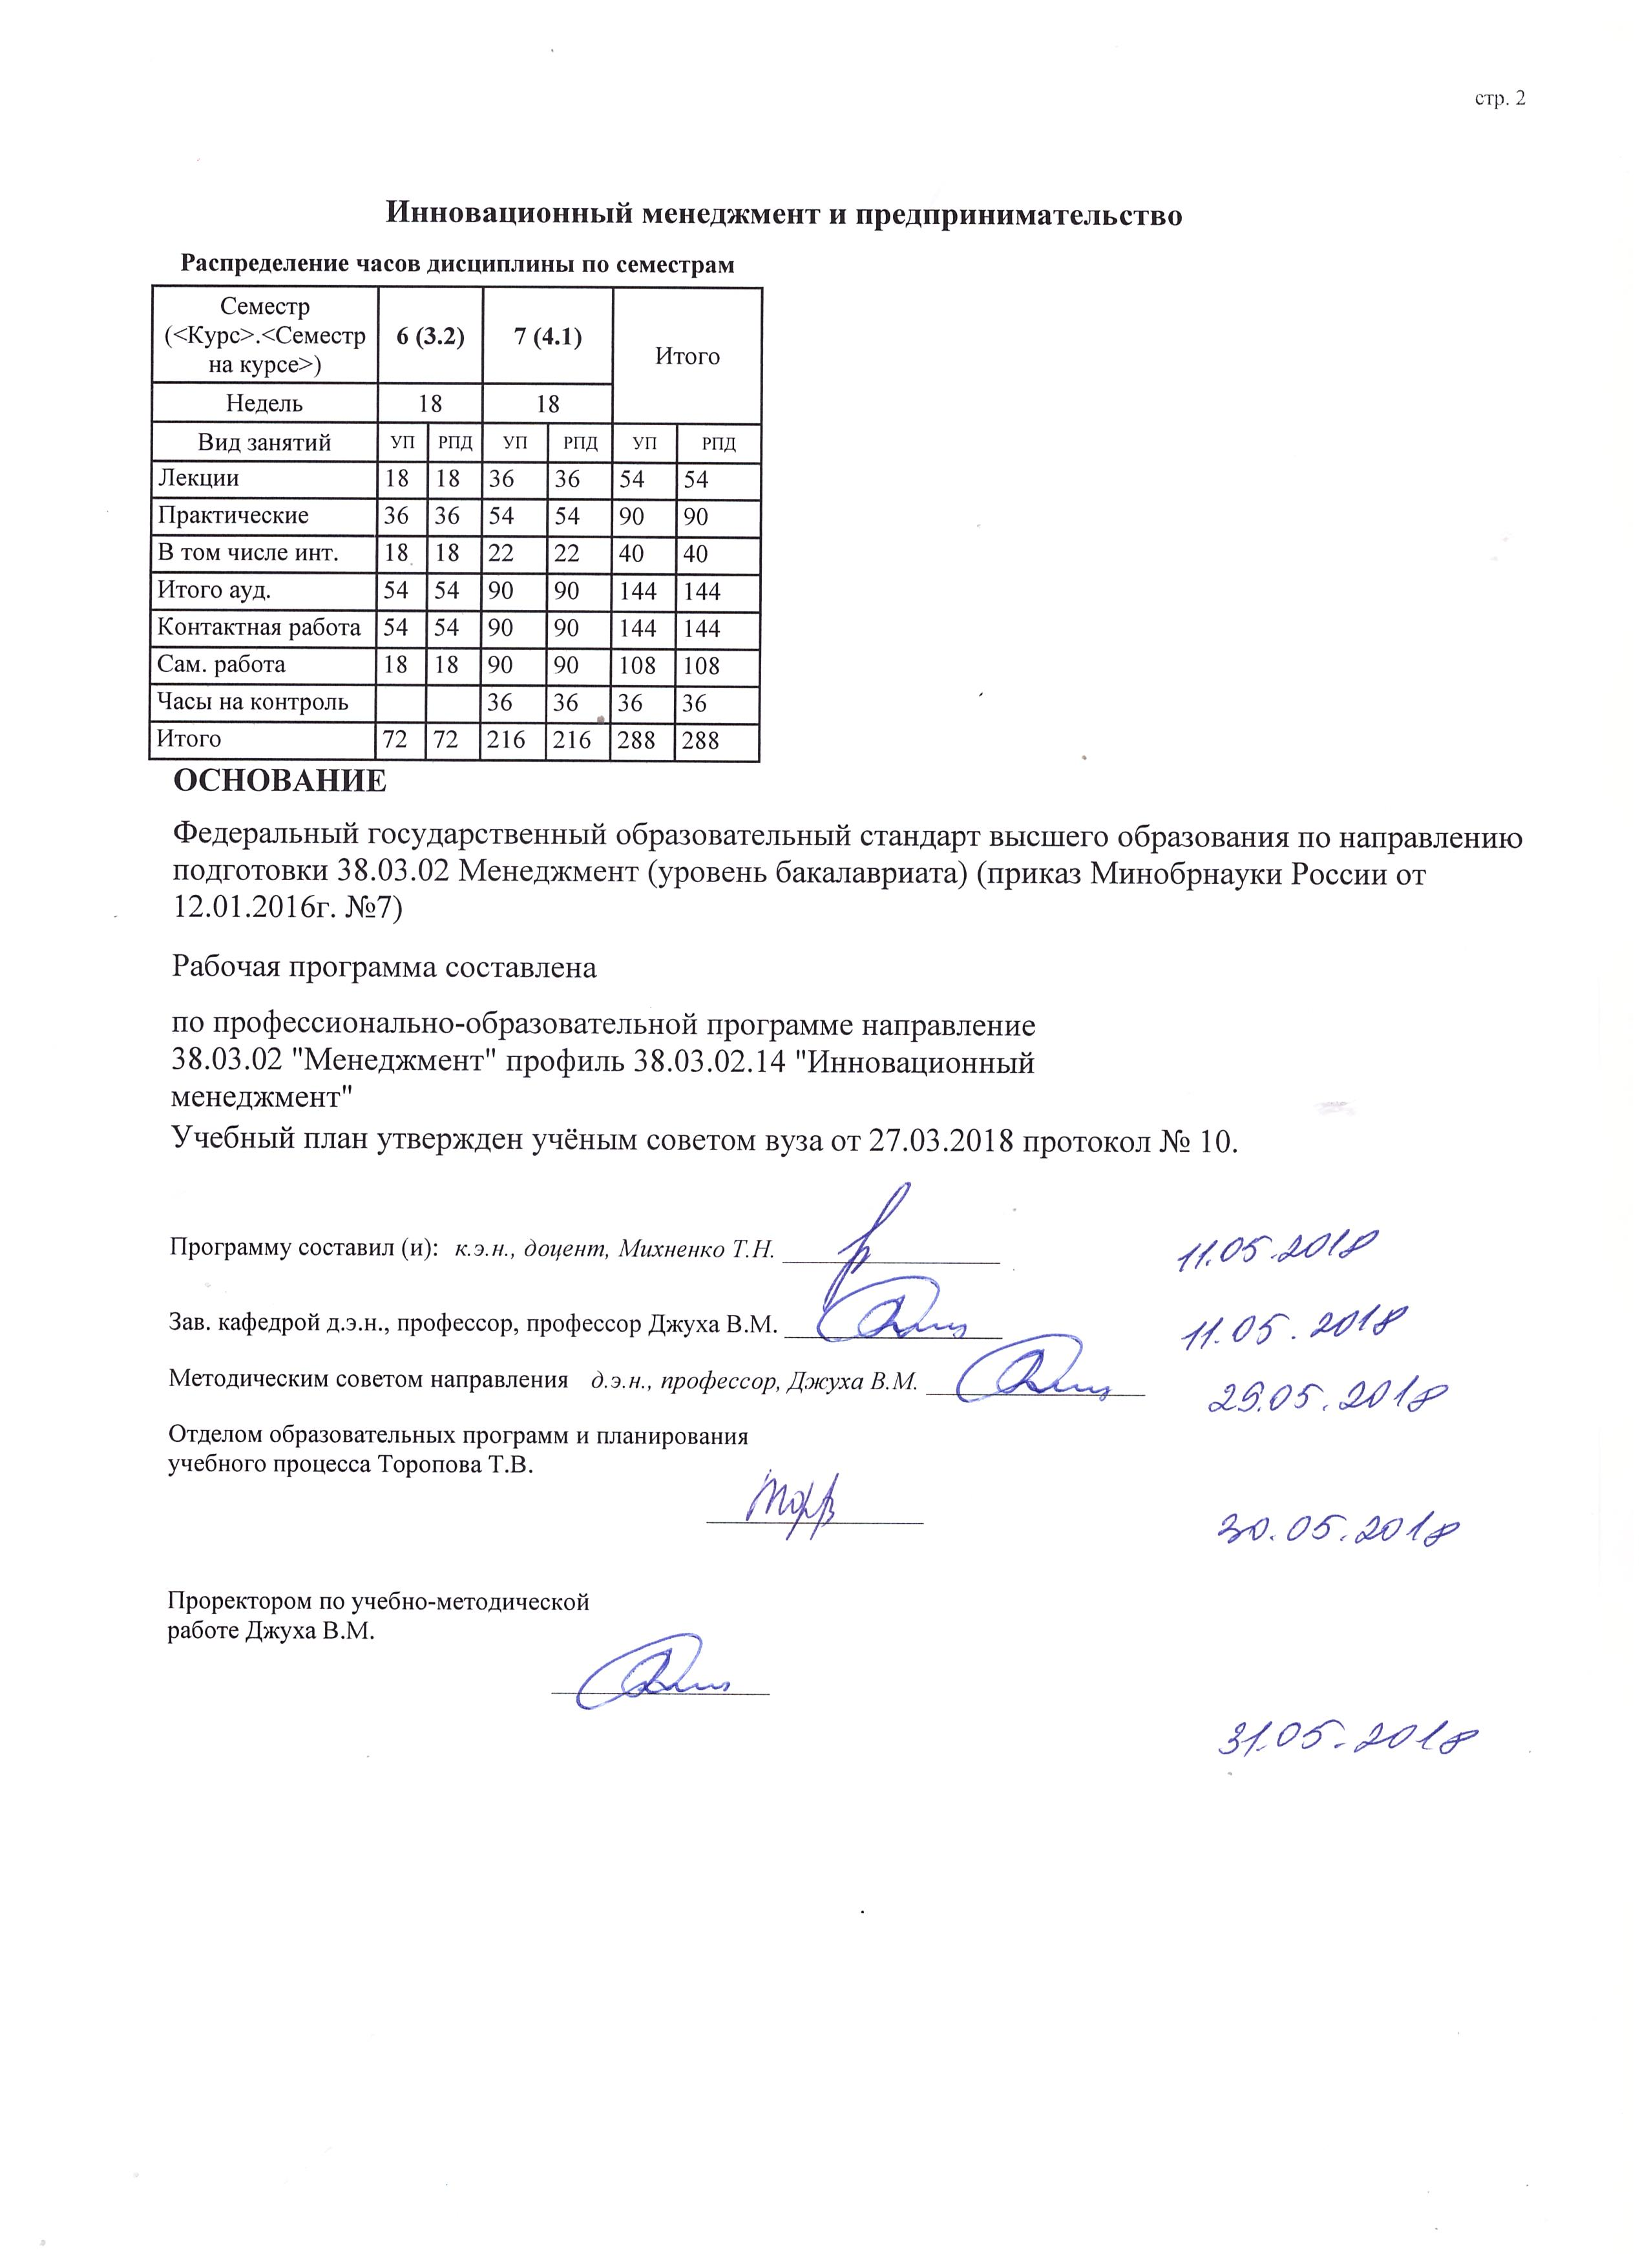 стр. 2
Инновационный менеджмент и предпринимательство
Распределение часов дисциплины по семестрам
Семестр
(<Курс>.<Семестр
на курсе>)
6 (3.2) 7 (4.1) Итого
Недель 18 18
Вид занятий УП РПД УП РПД УП РПД
Лекции 18 18 36 36 54 54
Практические 36 36 54 54 90 90
В том числе инт. 18 18 22 22 40 40
Итого ауд. 54 54 90 90 144 144
Контактная работа 54 54 90 90 144 144
Сам. работа 18 18 90 90 108 108
Часы на контроль 36 36 36 36
Итого 72 72 216 216 288 288
ОСНОВАНИЕ
Федеральный государственный образовательный стандарт высшего образования по направлению
подготовки 38.03.02 Менеджмент (уровень бакалавриата) (приказ Минобрнауки России от
12.01.2016г. №7)
Рабочая программа составлена
по профессионально-образовательной программе направление
38.03.02 "Менеджмент" профиль 38.03.02.14 "Инновационный
менеджмент"
Учебный план утвержден учёным советом вуза от 27.03.2018 протокол № 10.
Программу составил (и): к.э.н., доцент, Михненко Т.Н. 11.05.2018
Зав. кафедрой д.э.н., профессор, профессор Джуха В.М. 11.05.2018
Методическим советом направления д.э.н., профессор, Джуха В.М. 29.05.2018
Отделом образовательных программ и планирования
учебного процесса Торопова Т.В.
30.05.2018
Проректором по учебно-методической
работе Джуха В.М.
31.05.2018